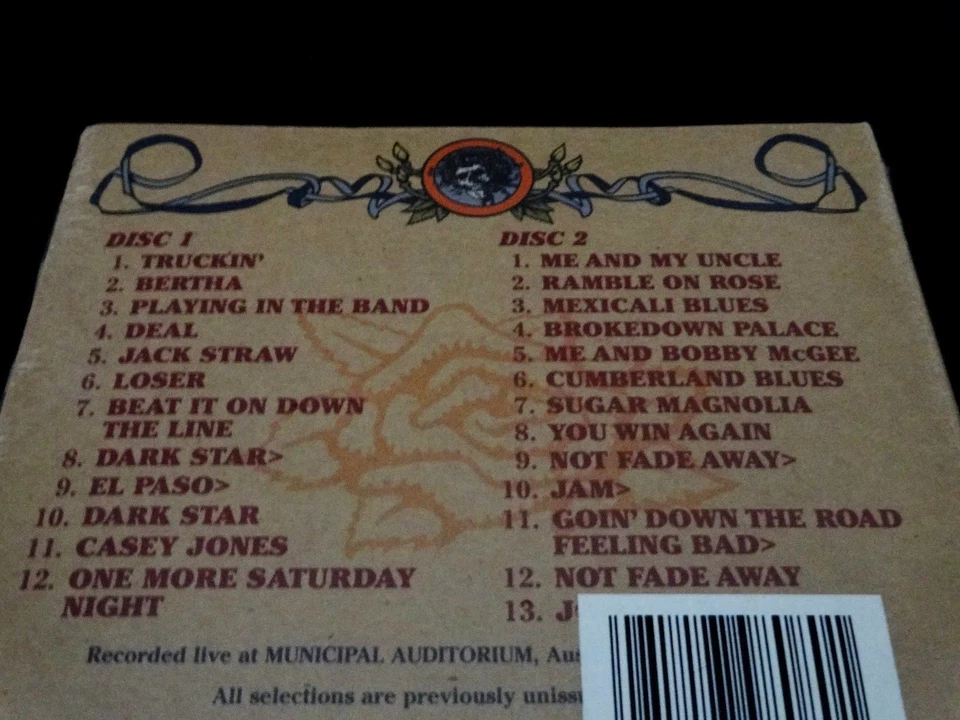 DISC 1
1. TRUCKIN'
2. BERTHA
3. PLAYING IN THE BAND
4. DEAL
5. JACK STRAW
6. LOSER
7. BEAT IT ON DOWN
THE LINE
8. DARK STAR>
9. EL PASO>
10. DARK STAR
11. CASEY JONES
12. ONE MORE SATURDAY
NIGHT
DISC 2
1. ME AND MY UNCLE
2. RAMBLE ON ROSE
3. MEXICALI BLUES
4. BROKEDOWN PALACE
5. ME AND BOBBY McGEE
6. CUMBERLAND BLUES
7. SUGAR MAGNOLIA
8. YOU WIN AGAIN
9. NOT FADE AWAY>
10. JAM>
11. GOIN' DOWN THE ROAD
FEELING BAD>
12. NOT FADE AWAY
13.
Recorded live at MUNICIPAL AUDITORIUM,
All selections are previously